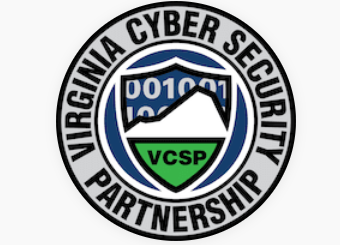 VIRGINIA CYBER SECURITY
001001
VCSP
PARTNERSHIP